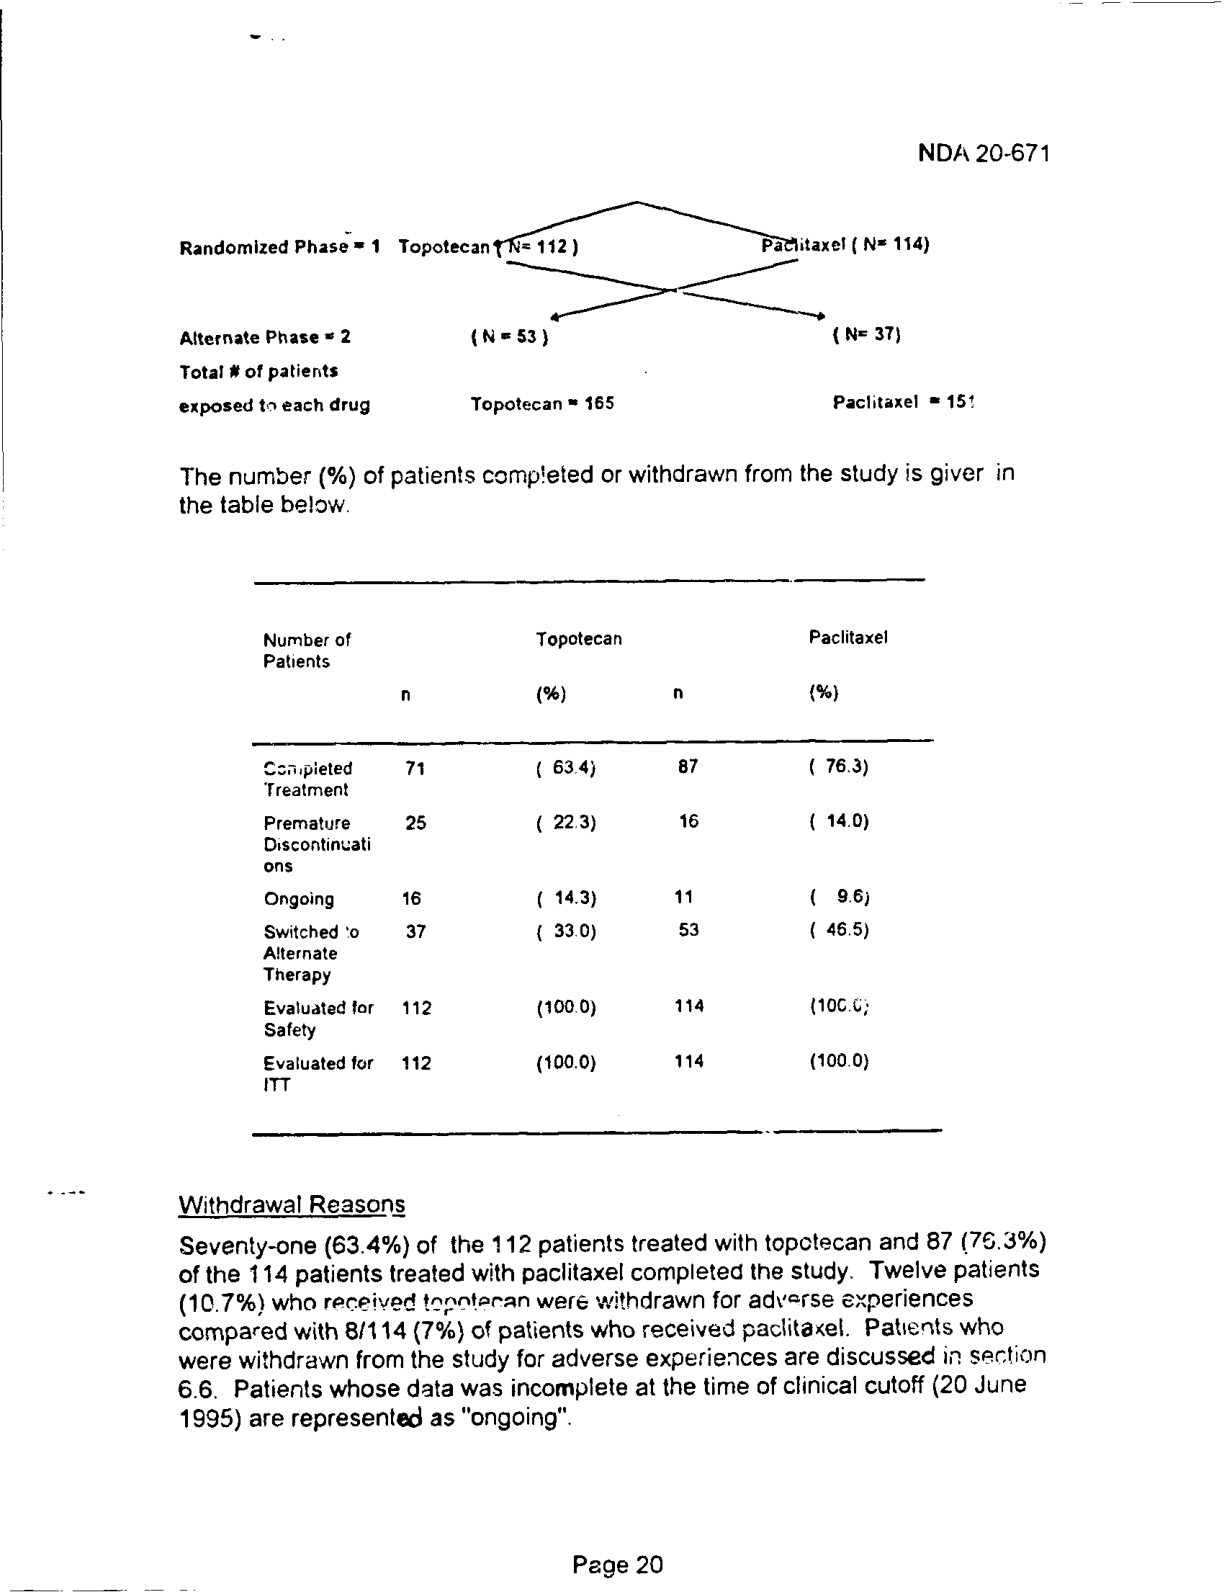 NDA 20-671
Randomized Phase = 1 Topotecan ( N= 112 ) Paclitaxel ( N= 114)
Alternate Phase = 2 ( N = 53 ) ( N= 37)
Total # of patients
exposed to each drug Topotecan = 165 Paclitaxel = 151
The number (%) of patients completed or withdrawn from the study is given in
the table below.
Number of Topotecan Paclitaxel
Patients
n (%) n (%)
Completed 71 ( 63.4) 87 ( 76.3)
Treatment
Premature 25 ( 22.3) 16 ( 14.0)
Discontinuati
ons
Ongoing 16 ( 14.3) 11 ( 9.6)
Switched to 37 ( 33.0) 53 ( 46.5)
Alternate
Therapy
Evaluated for 112 (100.0) 114 (100.0)
Safety
Evaluated for 112 (100.0) 114 (100.0)
ITT
Withdrawal Reasons
Seventy-one (63.4%) of the 112 patients treated with topotecan and 87 (76.3%)
of the 114 patients treated with paclitaxel completed the study. Twelve patients
(10.7%) who received topotecan were withdrawn for adverse experiences
compared with 8/114 (7%) of patients who received paclitaxel. Patients who
were withdrawn from the study for adverse experiences are discussed in section
6.6. Patients whose data was incomplete at the time of clinical cutoff (20 June
1995) are represented as "ongoing".
Page 20